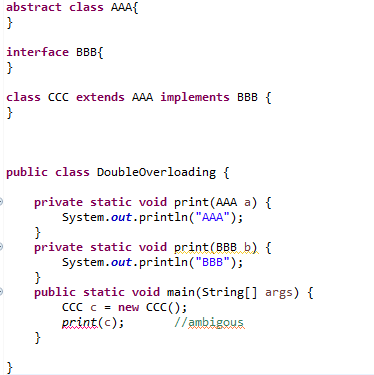 abstract class AAA{
}
interface BBB{
}
class CCC extends AAA implements BBB {
}
public class DoubleOverloading {
private static void print(AAA a) {
System.out.println("AAA");
}
private static void print(BBB b) {
System.out.println("BBB");
}
public static void main(String[] args) {
CCC c = new CCC();
print(c); //ambigous
}
}